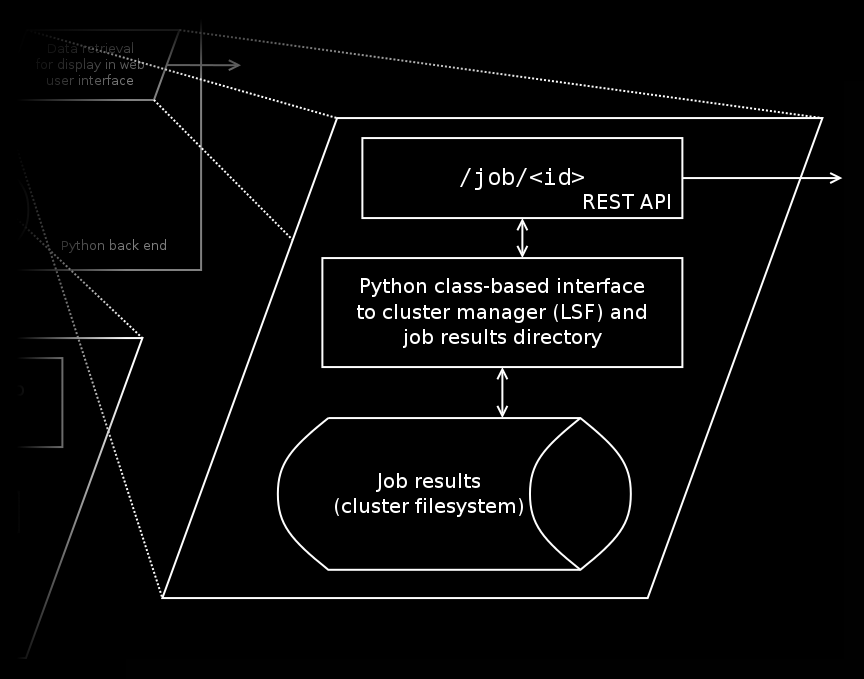 Data retrieval
for display in web
user interface
/job/<id>
REST API
Python back end
Python class-based interface
to cluster manager (LSF) and
job results directory
Job results
(cluster filesystem)